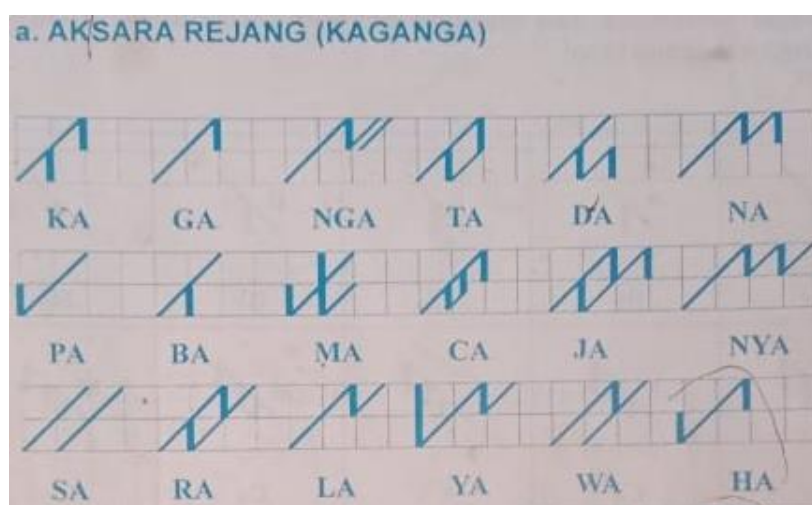 a. AKSARA REJANG (KAGANGA)
ꤰ ꤱ ꤲ ꤳ ꤴ ꤵ
KA GA NGA TA DA NA
ꤶ ꤷ ꤸ ꤹ ꤺ ꤻ
PA BA MA CA JA NYA
ꤼ ꤽ ꤾ ꤿ ꥀ ꥁ
SA RA LA YA WA HA